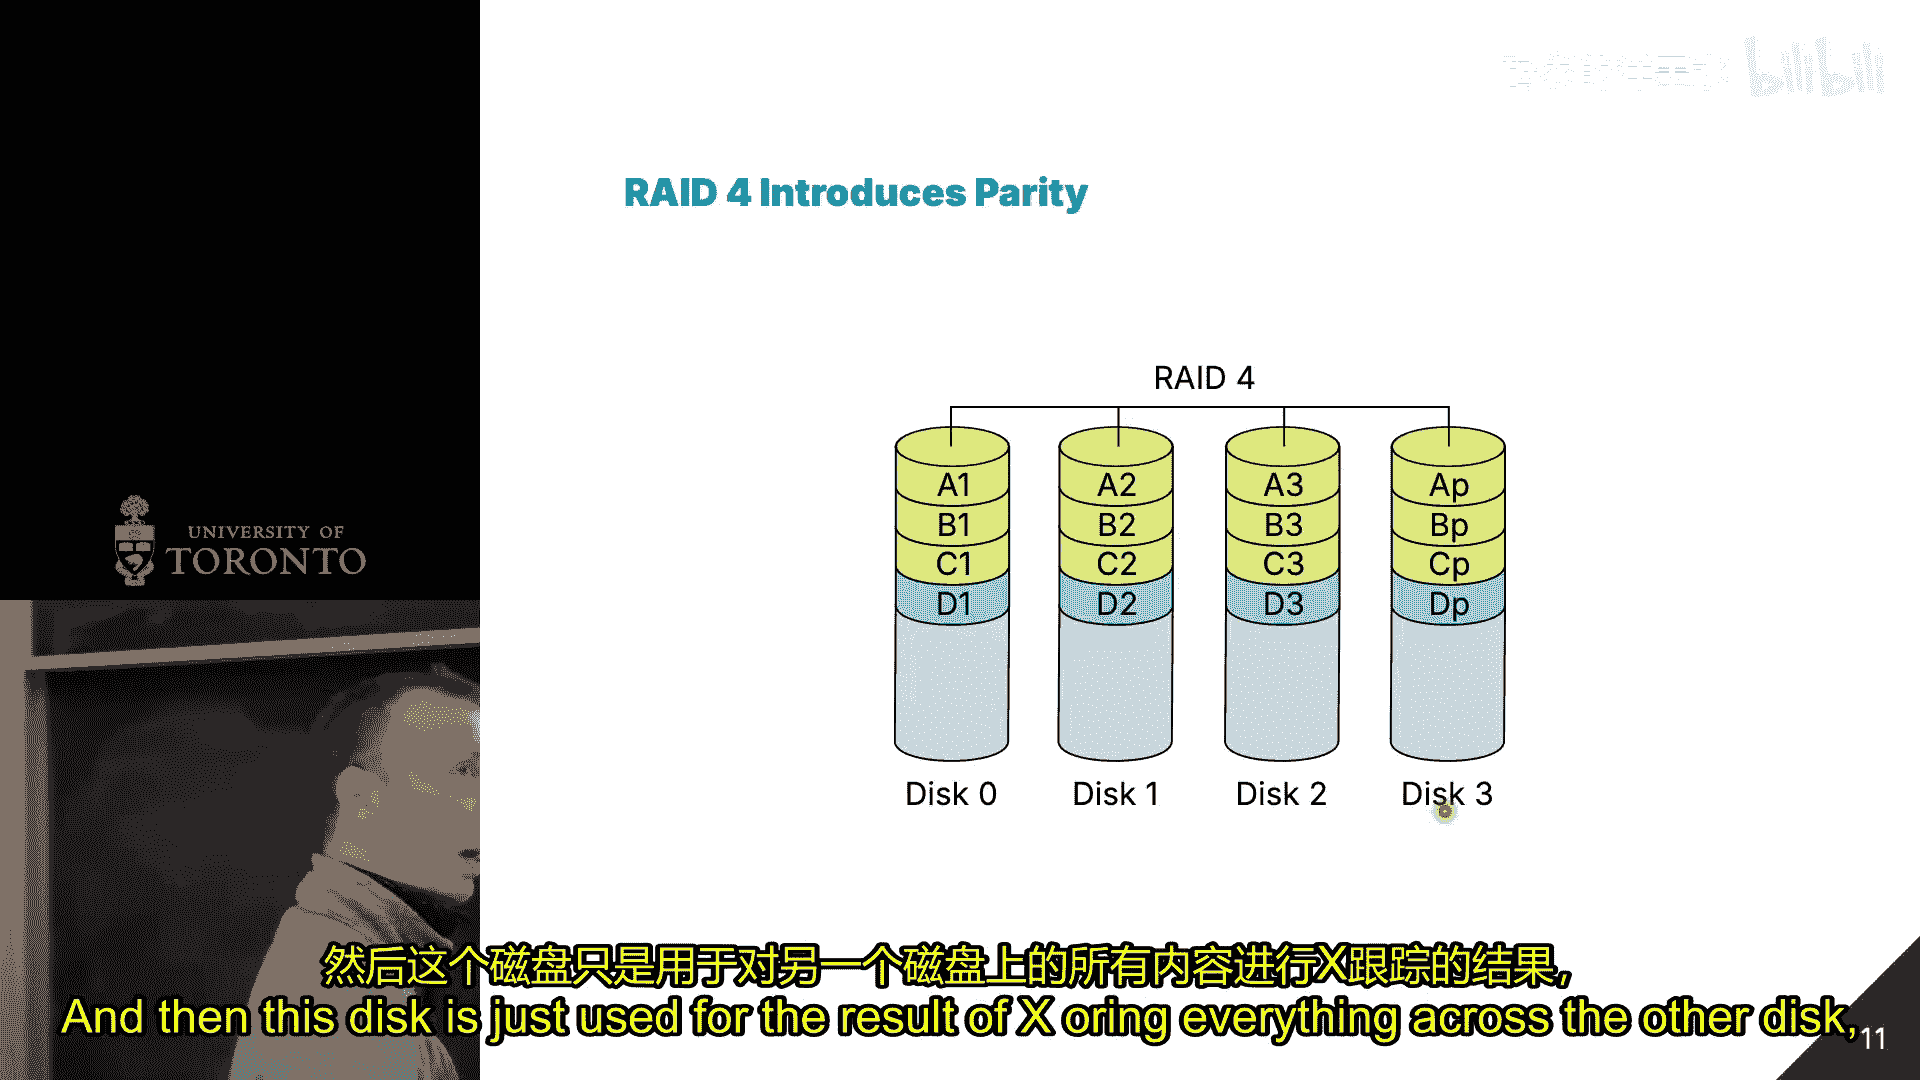 bilibili
RAID 4 Introduces Parity
RAID 4
A1 A2 A3 Ap
B1 B2 B3 Bp
C1 C2 C3 Cp
D1 D2 D3 Dp
Disk 0 Disk 1 Disk 2 Disk 3
UNIVERSITY OF
TORONTO
然后这个磁盘只是用于对另一个磁盘上的所有内容进行X跟踪的结果，
And then this disk is just used for the result of X oring everything across the other disk,
11